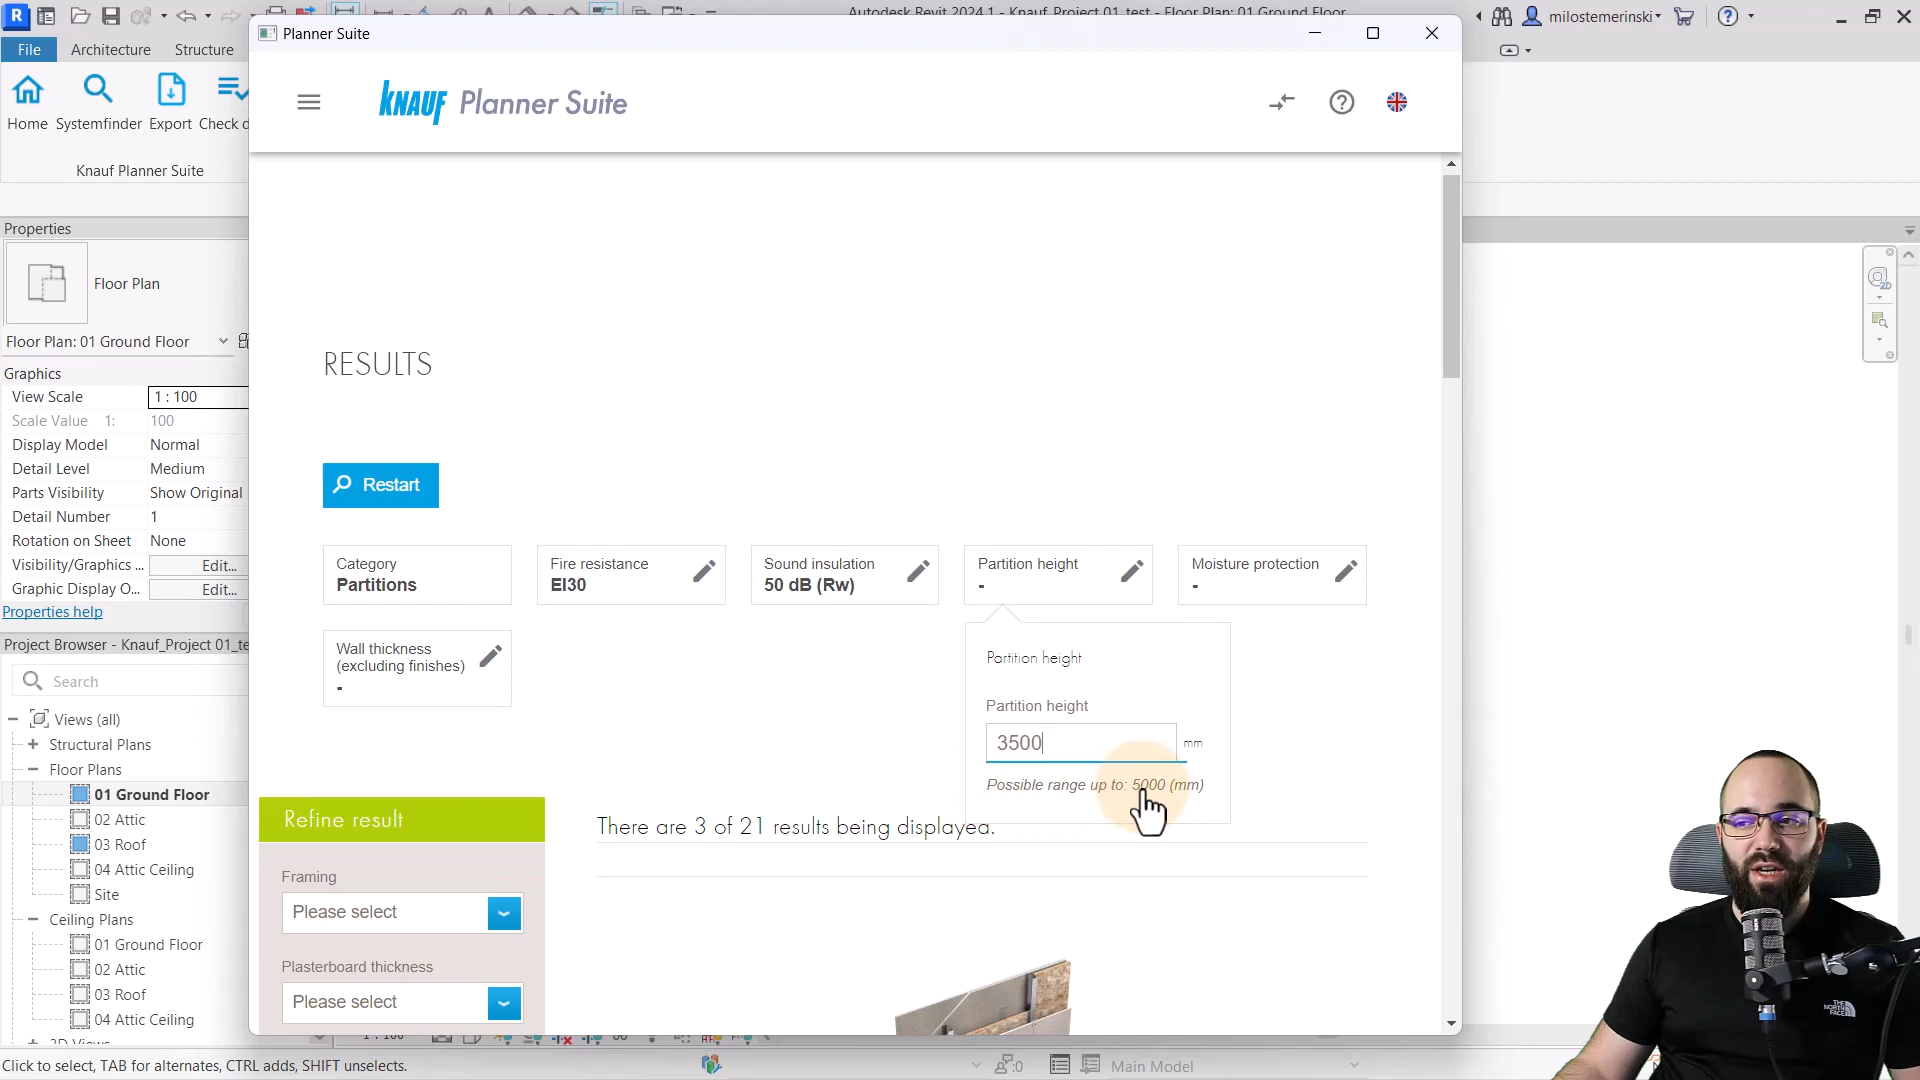 Autodesk Revit 2024.1 - Knauf_Project 01_test - Floor Plan: 01 Ground Floor
milostemerinski
File
Architecture
Structure
Home
Systemfinder
Export
Check d
Knauf Planner Suite
Properties
Floor Plan
Floor Plan: 01 Ground Floor
Graphics
View Scale 1 : 100
Scale Value 1: 100
Display Model Normal
Detail Level Medium
Parts Visibility Show Original
Detail Number 1
Rotation on Sheet None
Visibility/Graphics ... Edit...
Graphic Display O... Edit...
Properties help
Project Browser - Knauf_Project 01_te
Search
Views (all)
Structural Plans
Floor Plans
01 Ground Floor
02 Attic
03 Roof
04 Attic Ceiling
Site
Ceiling Plans
01 Ground Floor
02 Attic
03 Roof
04 Attic Ceiling
Click to select, TAB for alternates, CTRL adds, SHIFT unselects.
:0
Main Model
Planner Suite
KNAUF Planner Suite
RESULTS
Restart
Category
Partitions
Fire resistance
EI30
Sound insulation
50 dB (Rw)
Partition height
-
Moisture protection
-
Wall thickness
(excluding finishes)
-
Partition height
Partition height
3500 mm
Possible range up to: 5000 (mm)
Refine result
There are 3 of 21 results being displayed.
Framing
Please select
Plasterboard thickness
Please select
2D
THE
NORTH
FACE